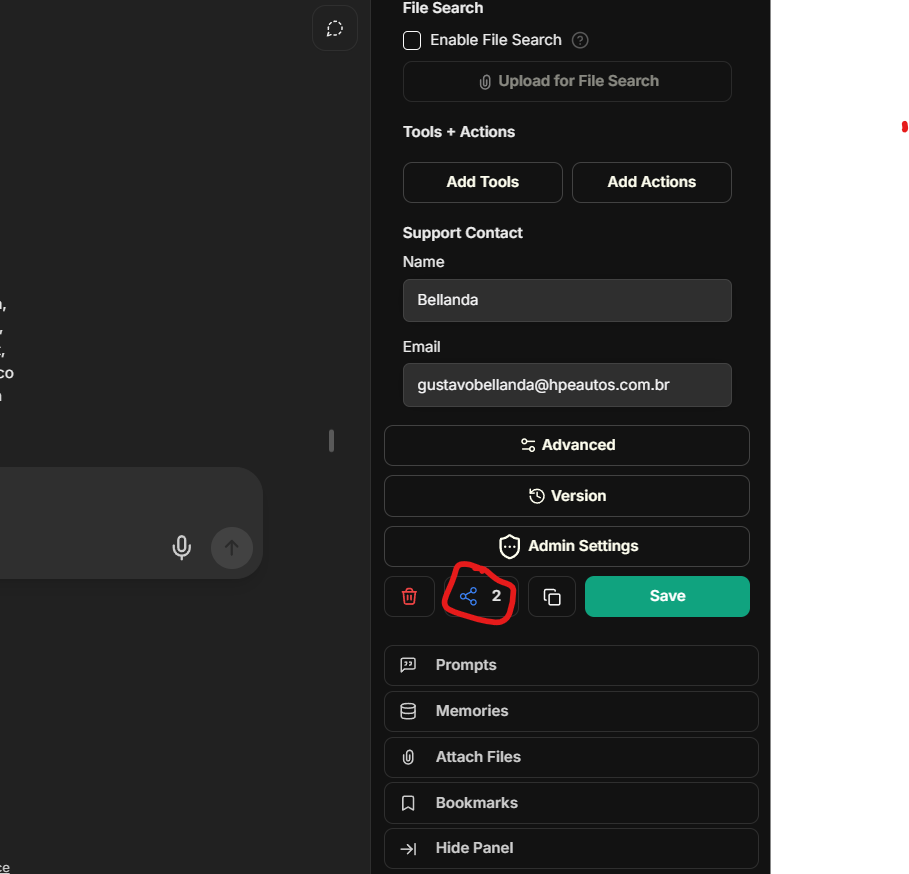 File Search
Enable File Search
Upload for File Search
Tools + Actions
Add Tools Add Actions
Support Contact
Name
Bellanda
Email
gustavobellanda@hpeautos.com.br
Advanced
Version
Admin Settings
2 Save
Prompts
Memories
Attach Files
Bookmarks
Hide Panel